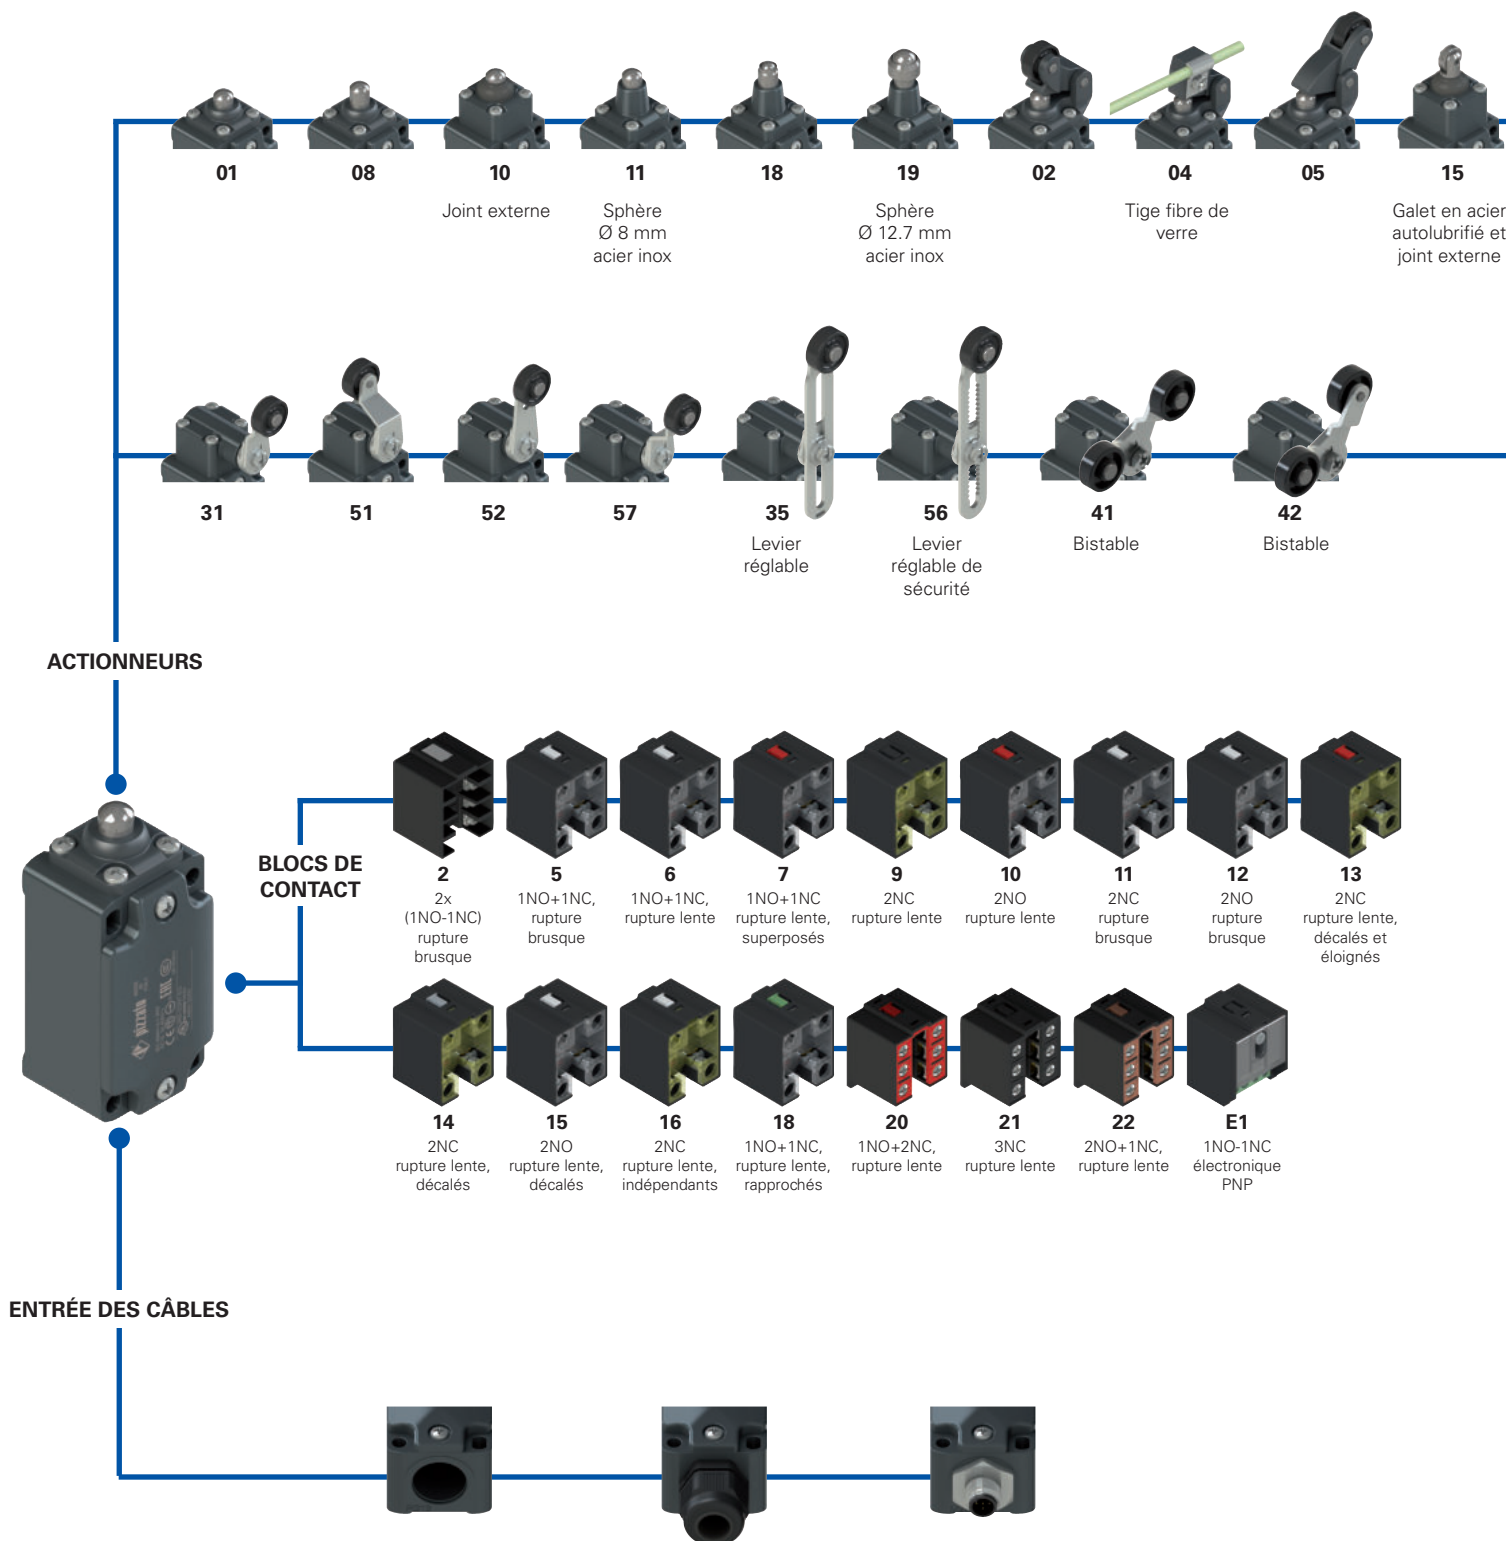 01
08
10
11
18
19
02
04
05
15
Joint externe
Sphère
Ø 8 mm
acier inox
Sphère
Ø 12.7 mm
acier inox
Tige fibre de
verre
Galet en acier
autolubrifié et
joint externe
31
51
52
57
35
56
41
42
Levier
réglable
Levier
réglable de
sécurité
Bistable
Bistable
ACTIONNEURS
BLOCS DE
CONTACT
2
2x
(1NO-1NC)
rupture
brusque
5
1NO+1NC,
rupture
brusque
6
1NO+1NC,
rupture lente
7
1NO+1NC
rupture lente,
superposés
9
2NC
rupture lente
10
2NO
rupture lente
11
2NC
rupture
brusque
12
2NO
rupture
brusque
13
2NC
rupture lente,
décalés et
éloignés
14
2NC
rupture lente,
décalés
15
2NO
rupture lente,
décalés
16
2NC
rupture lente,
indépendants
18
1NO+1NC,
rupture lente,
rapprochés
20
1NO+2NC,
rupture lente
21
3NC
rupture lente
22
2NO+1NC,
rupture lente
E1
1NO-1NC
électronique
PNP
pizzato
ENTRÉE DES CÂBLES